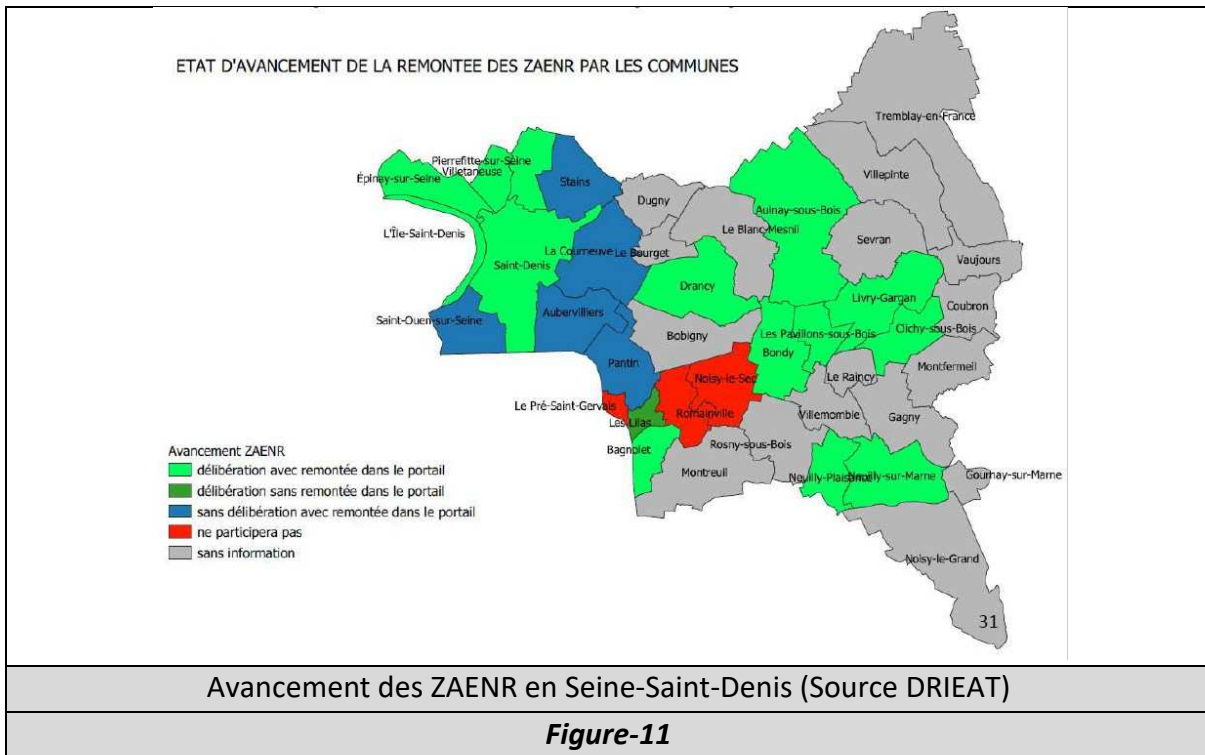 ETAT D'AVANCEMENT DE LA REMONTEE DES ZAENR PAR LES COMMUNES
Tremblay-en-France
Pierrefitte-sur-Seine
Villetaneuse
Épinay-sur-Seine
Stains
Villepinte
Dugny
Aulnay-sous-Bois
L'Île-Saint-Denis
Le Blanc-Mesnil
Sevran
La Courneuve
Le Bourget
Saint-Denis
Vaujours
Drancy
Livry-Gargan
Coubron
Saint-Ouen-sur-Seine
Aubervilliers
Bobigny
Les Pavillons-sous-Bois
Clichy-sous-Bois
Bondy
Pantin
Montfermeil
Noisy-le-Sec
Le Raincy
Le Pré-Saint-Gervais
Romainville
Villemomble
Gagny
Les Lilas
Bagnolet
Rosny-sous-Bois
Montreuil
Neuilly-Plaisance
Neuilly-sur-Marne
Gournay-sur-Marne
Noisy-le-Grand
31
Avancement ZAENR
délibération avec remontée dans le portail
délibération sans remontée dans le portail
sans délibération avec remontée dans le portail
ne participera pas
sans information
Avancement des ZAENR en Seine-Saint-Denis (Source DRIEAT)
Figure-11